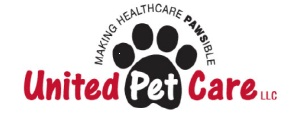 MAKING HEALTHCARE PAWSIBLE
United Pet Care LLC